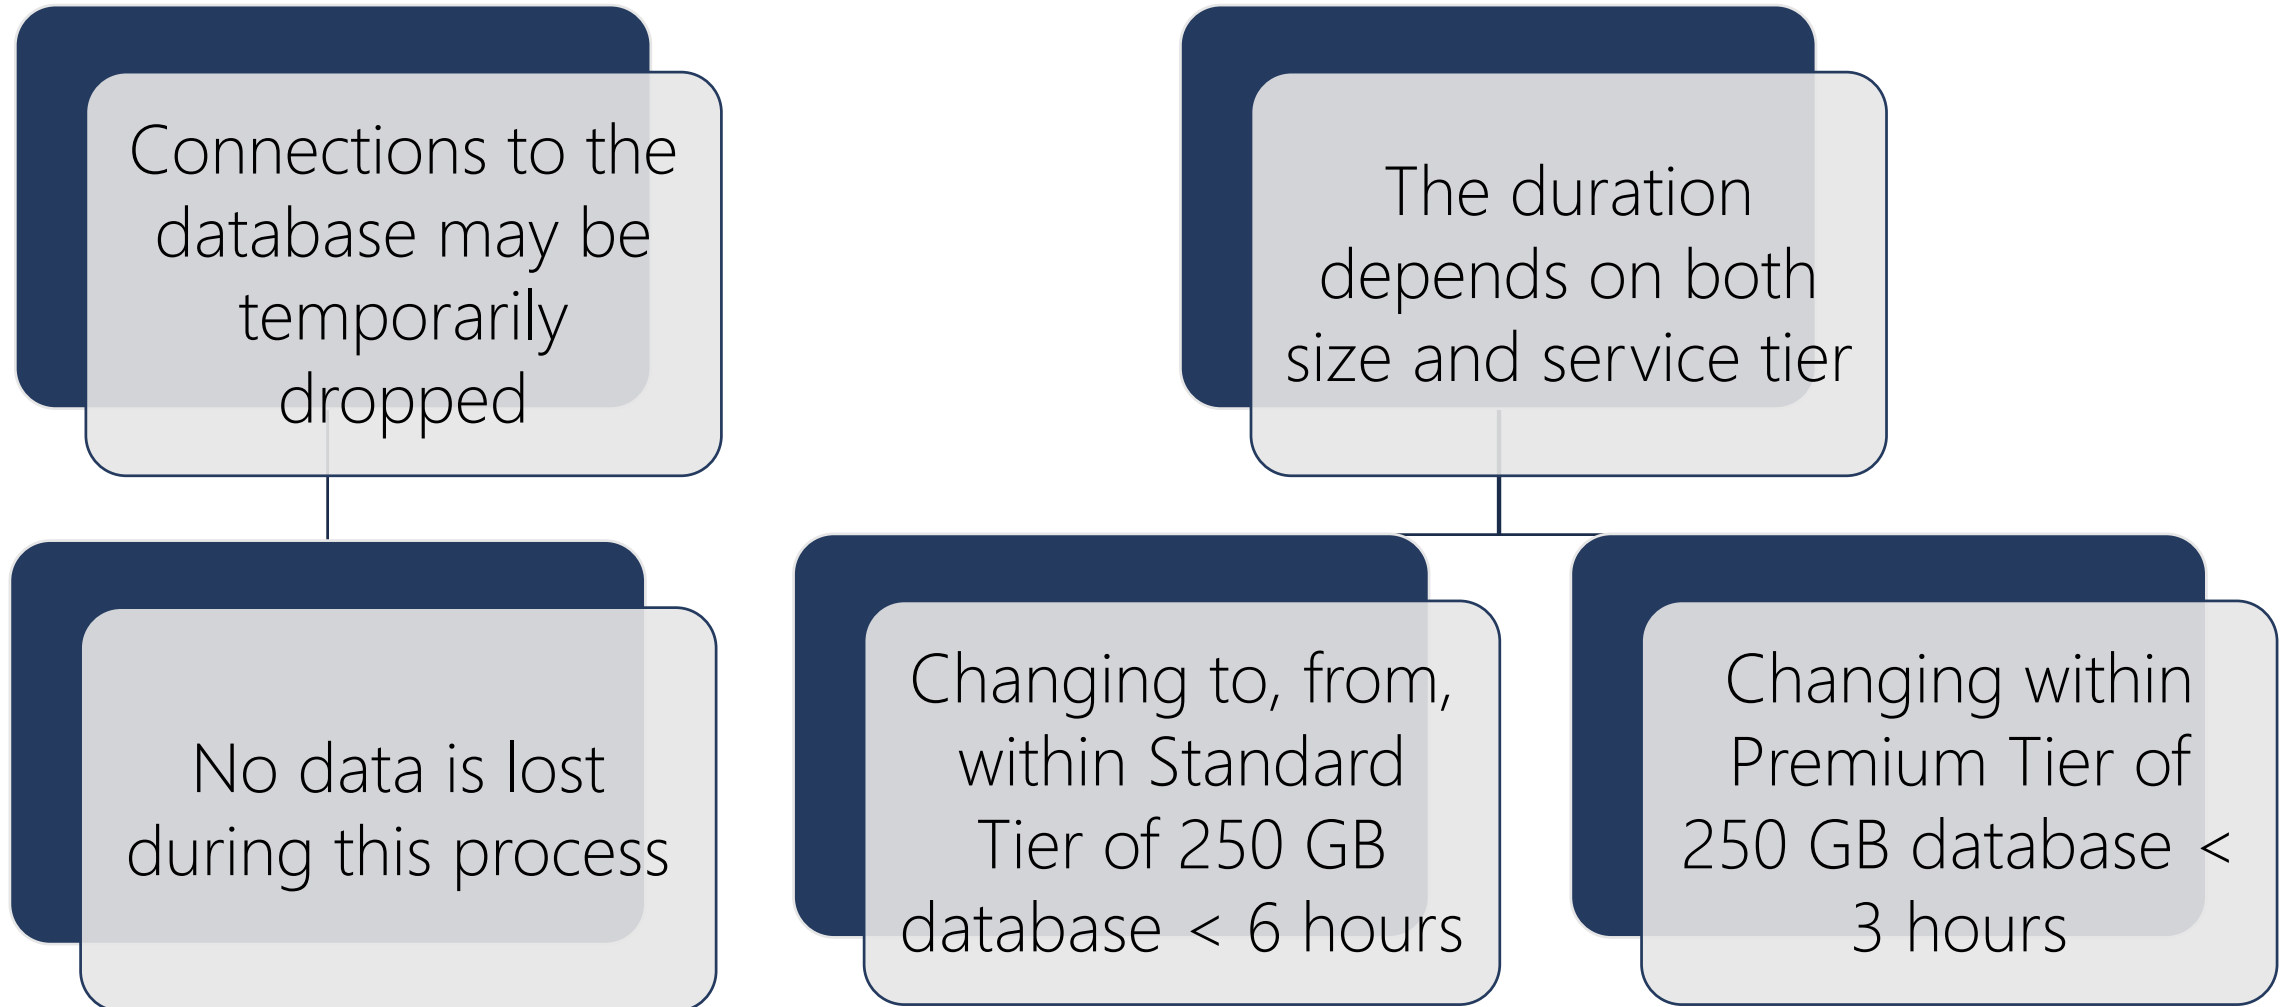 Connections to the
database may be
temporarily
dropped
The duration
depends on both
size and service tier
No data is lost
during this process
Changing to, from,
within Standard
Tier of 250 GB
database < 6 hours
Changing within
Premium Tier of
250 GB database <
3 hours